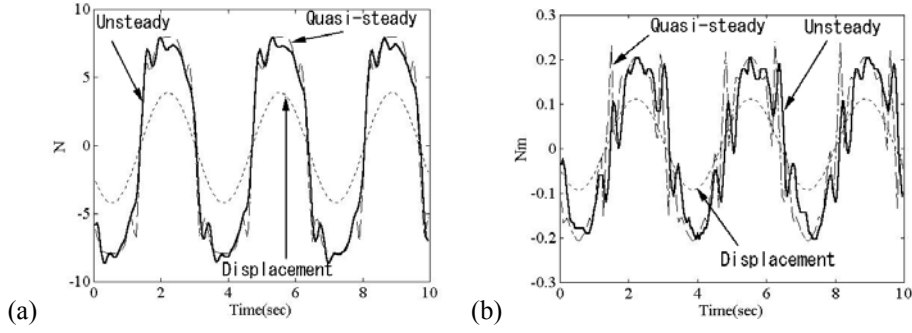 (a)
N
10
5
0
-5
-10
Unsteady
Quasi-steady
Displacement
0 2 4 6 8 10
Time(sec)
(b)
Nm
0.3
0.2
0.1
0
-0.1
-0.2
-0.3
Quasi-steady
Unsteady
Displacement
0 2 4 6 8 10
Time(sec)